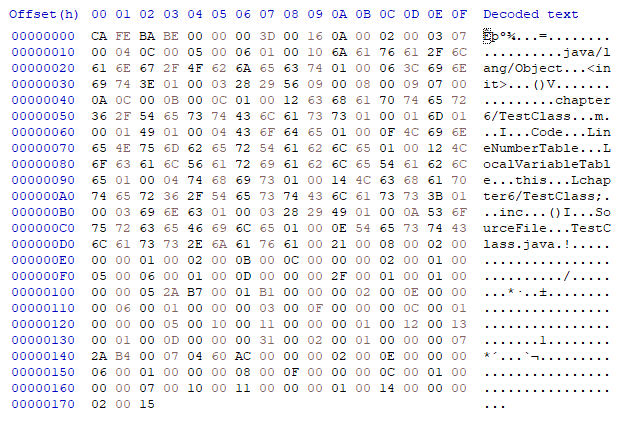 Offset(h) 00 01 02 03 04 05 06 07 08 09 0A 0B 0C 0D 0E 0F Decoded text
00000000 CA FE BA BE 00 00 00 3D 00 16 0A 00 02 00 03 07 Êþº¾...=........
00000010 00 04 0C 00 05 00 06 01 00 10 6A 61 76 61 2F 6C ..........java/l
00000020 61 6E 67 2F 4F 62 6A 65 63 74 01 00 06 3C 69 6E ang/Object...<in
00000030 69 74 3E 01 00 03 28 29 56 09 00 08 00 09 07 00 it>...()V.......
00000040 0A 0C 00 0B 00 0C 01 00 12 63 68 61 70 74 65 72 .........chapter
00000050 36 2F 54 65 73 74 43 6C 61 73 73 01 00 01 6D 01 6/TestClass...m.
00000060 00 01 49 01 00 04 43 6F 64 65 01 00 0F 4C 69 6E ..I...Code...Lin
00000070 65 4E 75 6D 62 65 72 54 61 62 6C 65 01 00 12 4C eNumberTable...L
00000080 6F 63 61 6C 56 61 72 69 61 62 6C 65 54 61 62 6C ocalVariableTabl
00000090 65 01 00 04 74 68 69 73 01 00 14 4C 63 68 61 70 e...this...Lchap
000000A0 74 65 72 36 2F 54 65 73 74 43 6C 61 73 73 3B 01 ter6/TestClass;.
000000B0 00 03 69 6E 63 01 00 03 28 29 49 01 00 0A 53 6F ..inc...()I...So
000000C0 75 72 63 65 46 69 6C 65 01 00 0E 54 65 73 74 43 urceFile...TestC
000000D0 6C 61 73 73 2E 6A 61 76 61 00 21 00 08 00 02 00 lass.java.!.....
000000E0 00 00 01 00 02 00 0B 00 0C 00 00 00 02 00 01 00 ................
000000F0 05 00 06 00 01 00 0D 00 00 00 2F 00 01 00 01 00 ........../.....
00000100 00 00 05 2A B7 00 01 B1 00 00 00 02 00 0E 00 00 ...*·..±........
00000110 00 06 00 01 00 00 00 03 00 0F 00 00 00 0C 00 01 ................
00000120 00 00 00 05 00 10 00 11 00 00 00 01 00 12 00 13 ................
00000130 00 01 00 0D 00 00 00 31 00 02 00 01 00 00 00 07 .......1........
00000140 2A B4 00 07 04 60 AC 00 00 00 02 00 0E 00 00 00 *´...`¬.........
00000150 06 00 01 00 00 00 08 00 0F 00 00 00 0C 00 01 00 ................
00000160 00 00 07 00 10 00 11 00 00 00 01 00 14 00 00 00 ................
00000170 02 00 15 ...